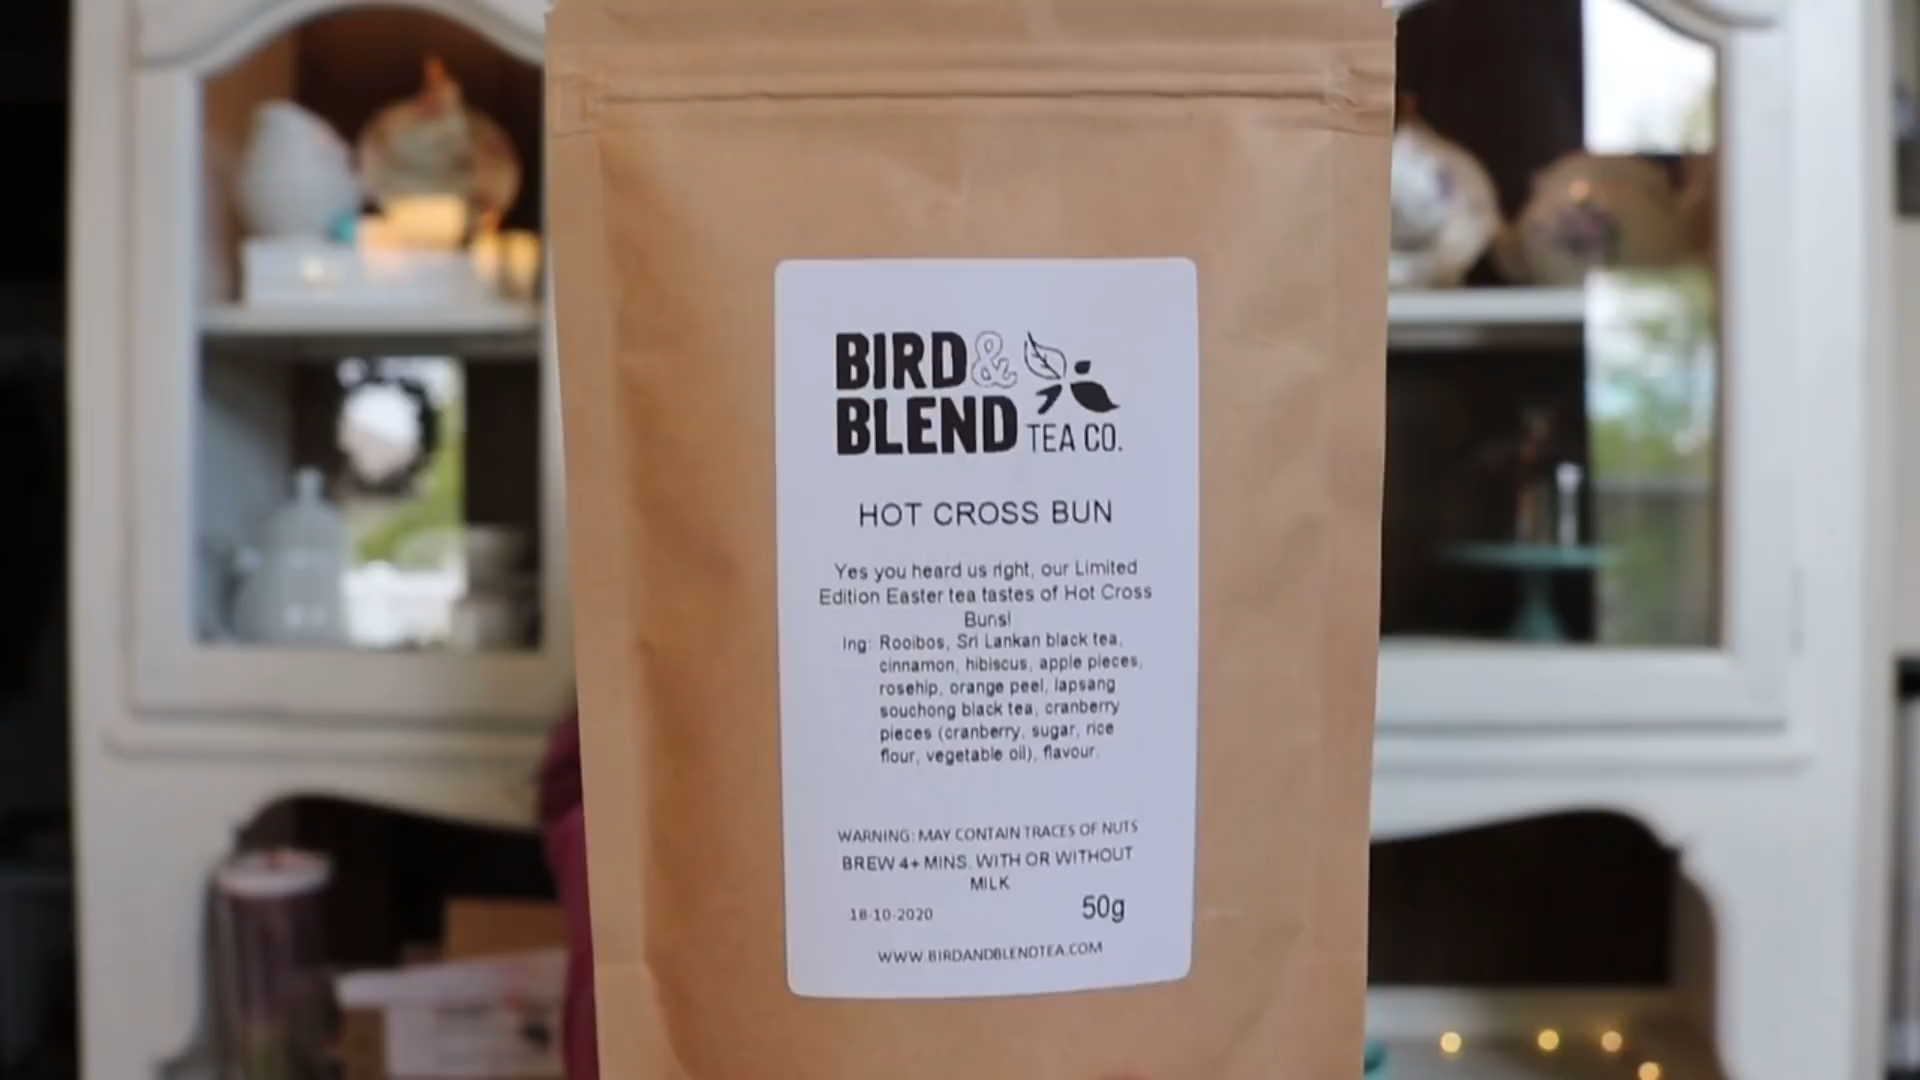 BIRD &
BLEND TEA CO.
HOT CROSS BUN
Yes you heard us right, our Limited
Edition Easter tea tastes of Hot Cross
Buns!
Ing: Rooibos, Sri Lankan black tea,
cinnamon, hibiscus, apple pieces,
rosehip, orange peel, lapsang
souchong black tea, cranberry
pieces (cranberry, sugar, rice
flour, vegetable oil), flavour.
WARNING: MAY CONTAIN TRACES OF NUTS
BREW 4+ MINS. WITH OR WITHOUT
MILK
18-10-2020 50g
WWW.BIRDANDBLENDTEA.COM